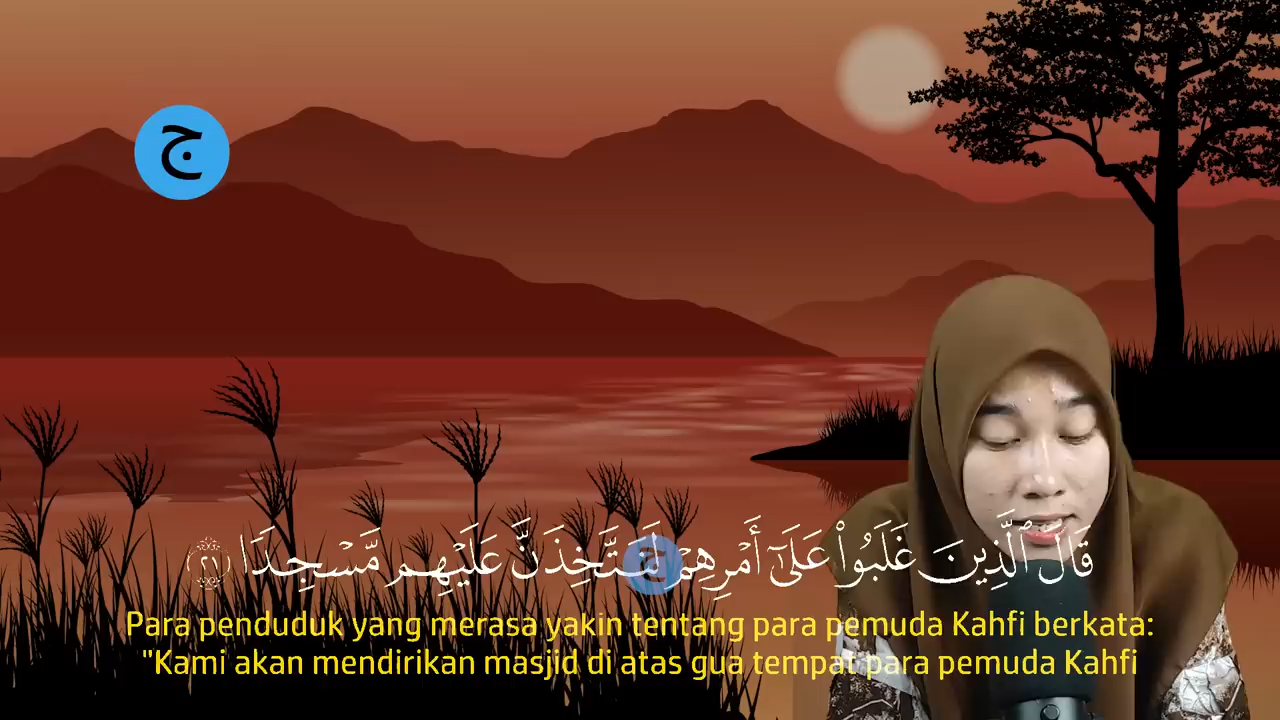 ج
قَالَ ٱلَّذِينَ غَلَبُوا۟ عَلَىٰٓ أَمْرِهِمْ لَنَتَّخِذَنَّ عَلَيْهِم مَّسْجِدًا ٢١
ج
Para penduduk yang merasa yakin tentang para pemuda Kahfi berkata:
"Kami akan mendirikan masjid di atas gua tempat para pemuda Kahfi